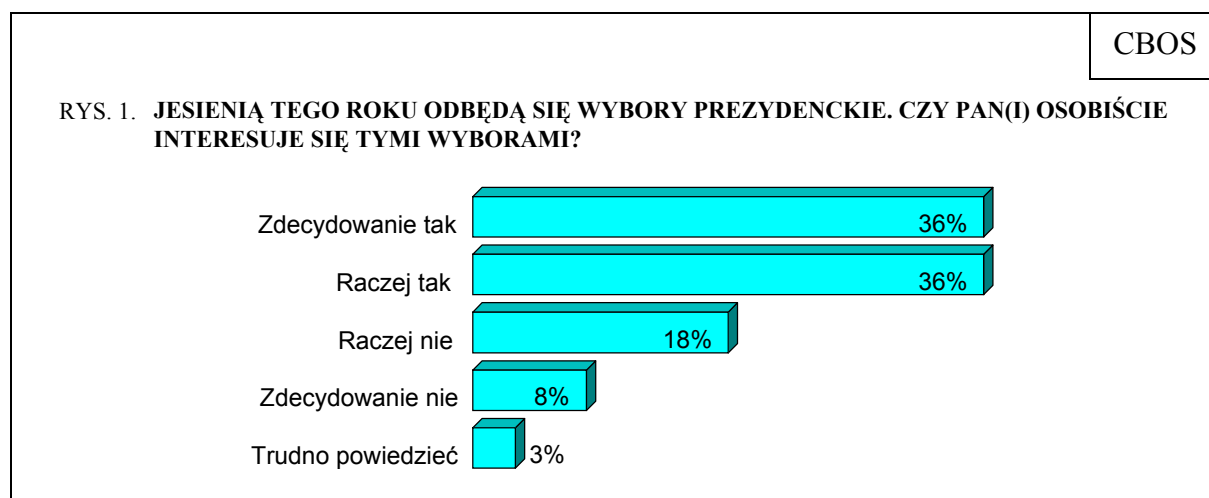 CBOS
RYS. 1. JESIENIĄ TEGO ROKU ODBĘDĄ SIĘ WYBORY PREZYDENCKIE. CZY PAN(I) OSOBIŚCIE
INTERESUJE SIĘ TYMI WYBORAMI?
Zdecydowanie tak 36%
Raczej tak 36%
Raczej nie 18%
Zdecydowanie nie 8%
Trudno powiedzieć 3%